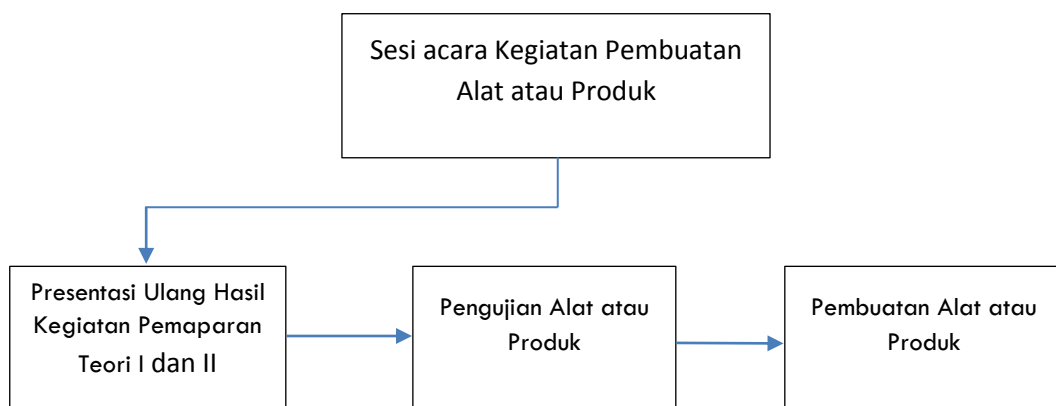 Sesi acara Kegiatan Pembuatan
Alat atau Produk
Presentasi Ulang Hasil
Kegiatan Pemaparan
Teori I dan II
Pengujian Alat atau
Produk
Pembuatan Alat atau
Produk